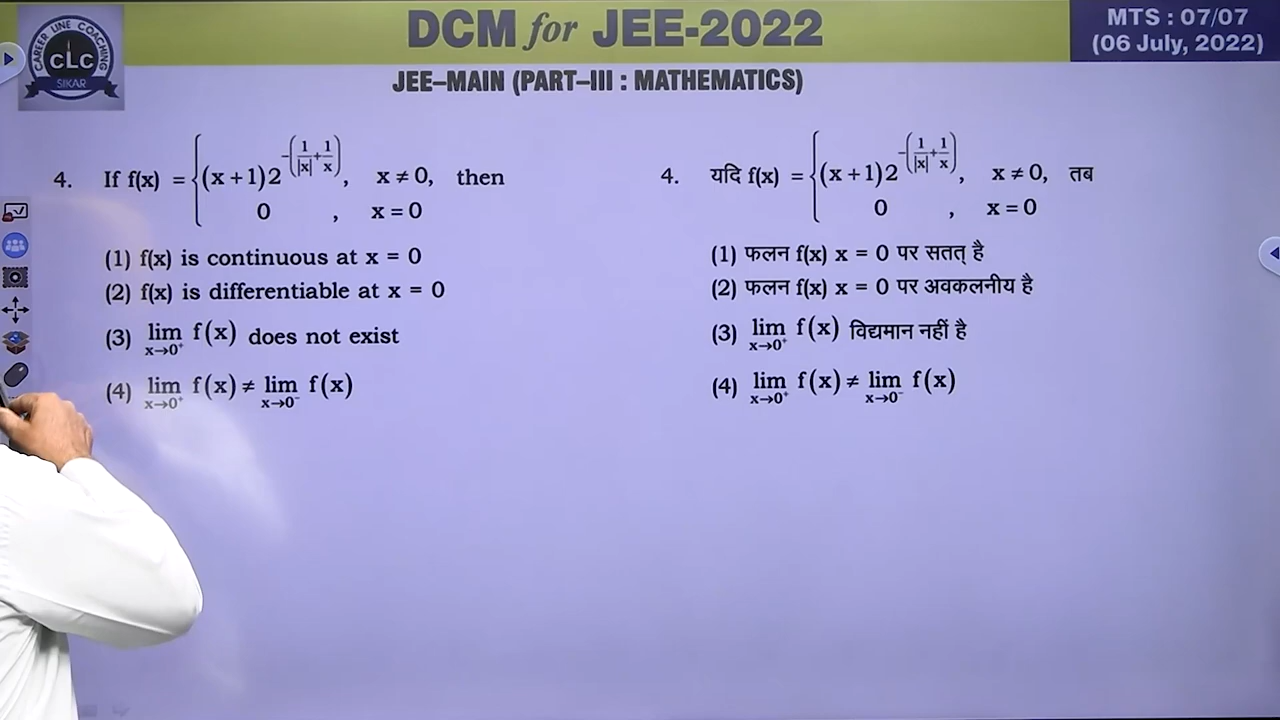 CAREER LINE COACHING
CLC
SIKAR
DCM for JEE-2022
MTS : 07/07
(06 July, 2022)
JEE–MAIN (PART–III : MATHEMATICS)
4. If f(x) = { (x+1)2^{-(1/|x| + 1/x)}, x ≠ 0, then
0 , x = 0
(1) f(x) is continuous at x = 0
(2) f(x) is differentiable at x = 0
(3) lim x→0⁺ f(x) does not exist
(4) lim x→0⁺ f(x) ≠ lim x→0⁻ f(x)
4. यदि f(x) = { (x+1)2^{-(1/|x| + 1/x)}, x ≠ 0, तब
0 , x = 0
(1) फलन f(x) x = 0 पर सतत् है
(2) फलन f(x) x = 0 पर अवकलनीय है
(3) lim x→0⁺ f(x) विद्यमान नहीं है
(4) lim x→0⁺ f(x) ≠ lim x→0⁻ f(x)